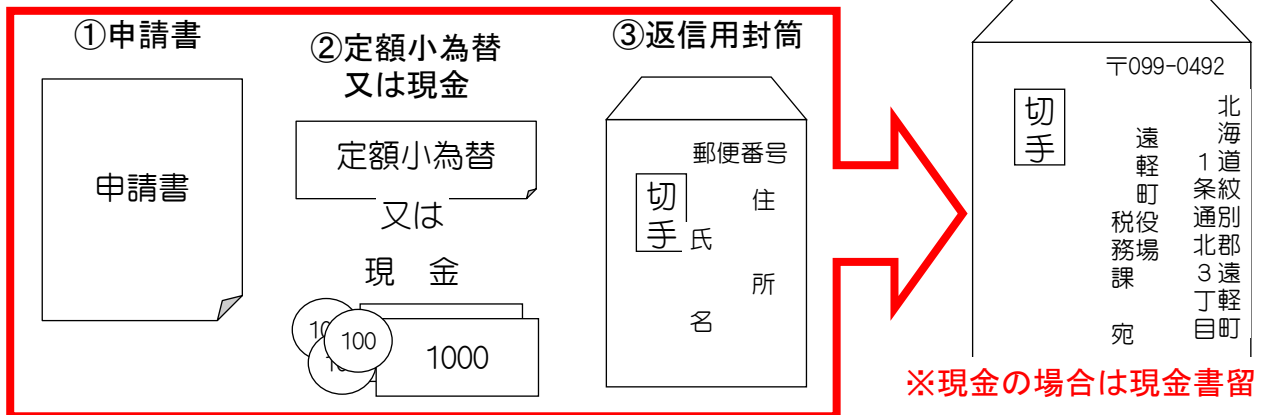 ①申請書
申請書
②定額小為替
又は現金
定額小為替
又は
現 金
100
1000
③返信用封筒
郵便番号
切手
住 所
氏 名
〒099-0492
切手
北海道紋別郡遠軽町
1条通北3丁目
遠軽町役場
税務課 宛
※現金の場合は現金書留